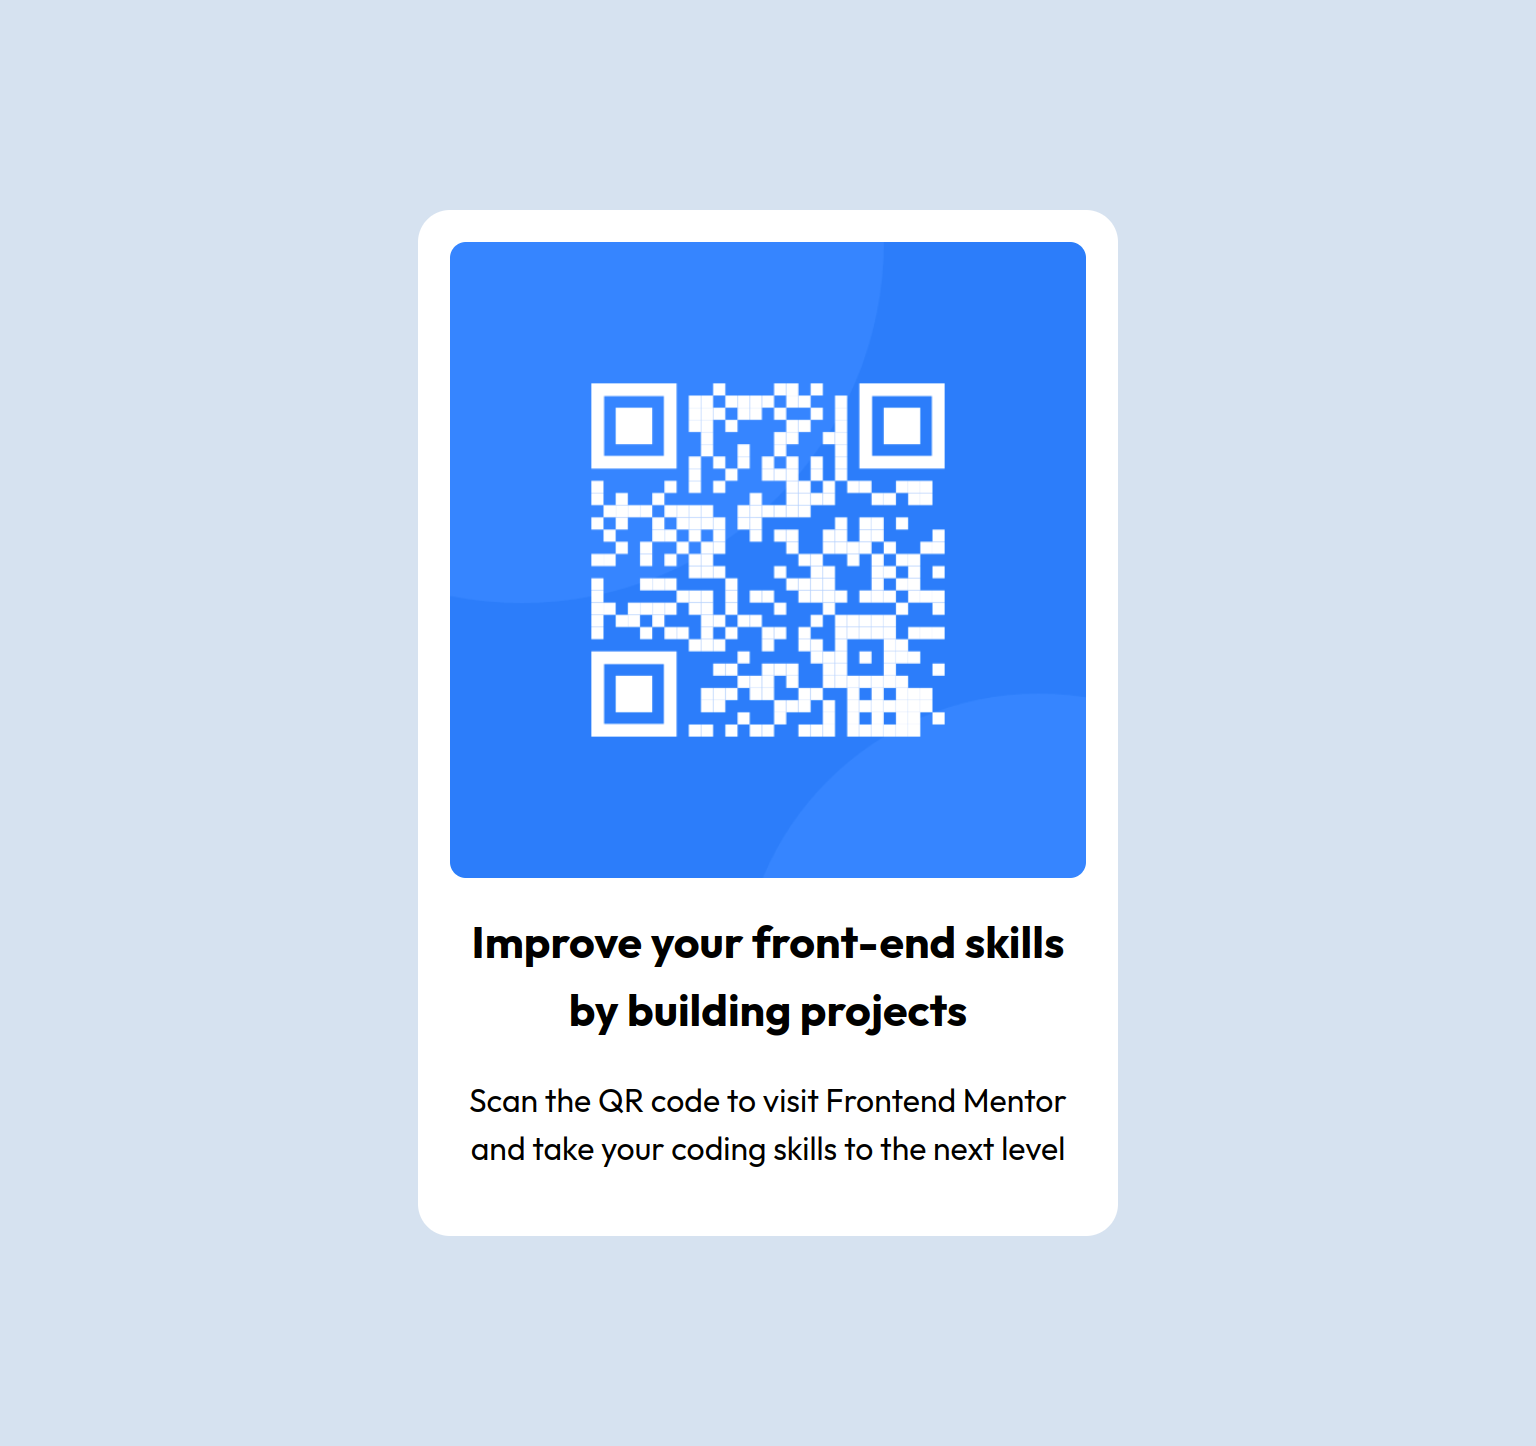 Improve your front-end skills
by building projects
Scan the QR code to visit Frontend Mentor
and take your coding skills to the next level